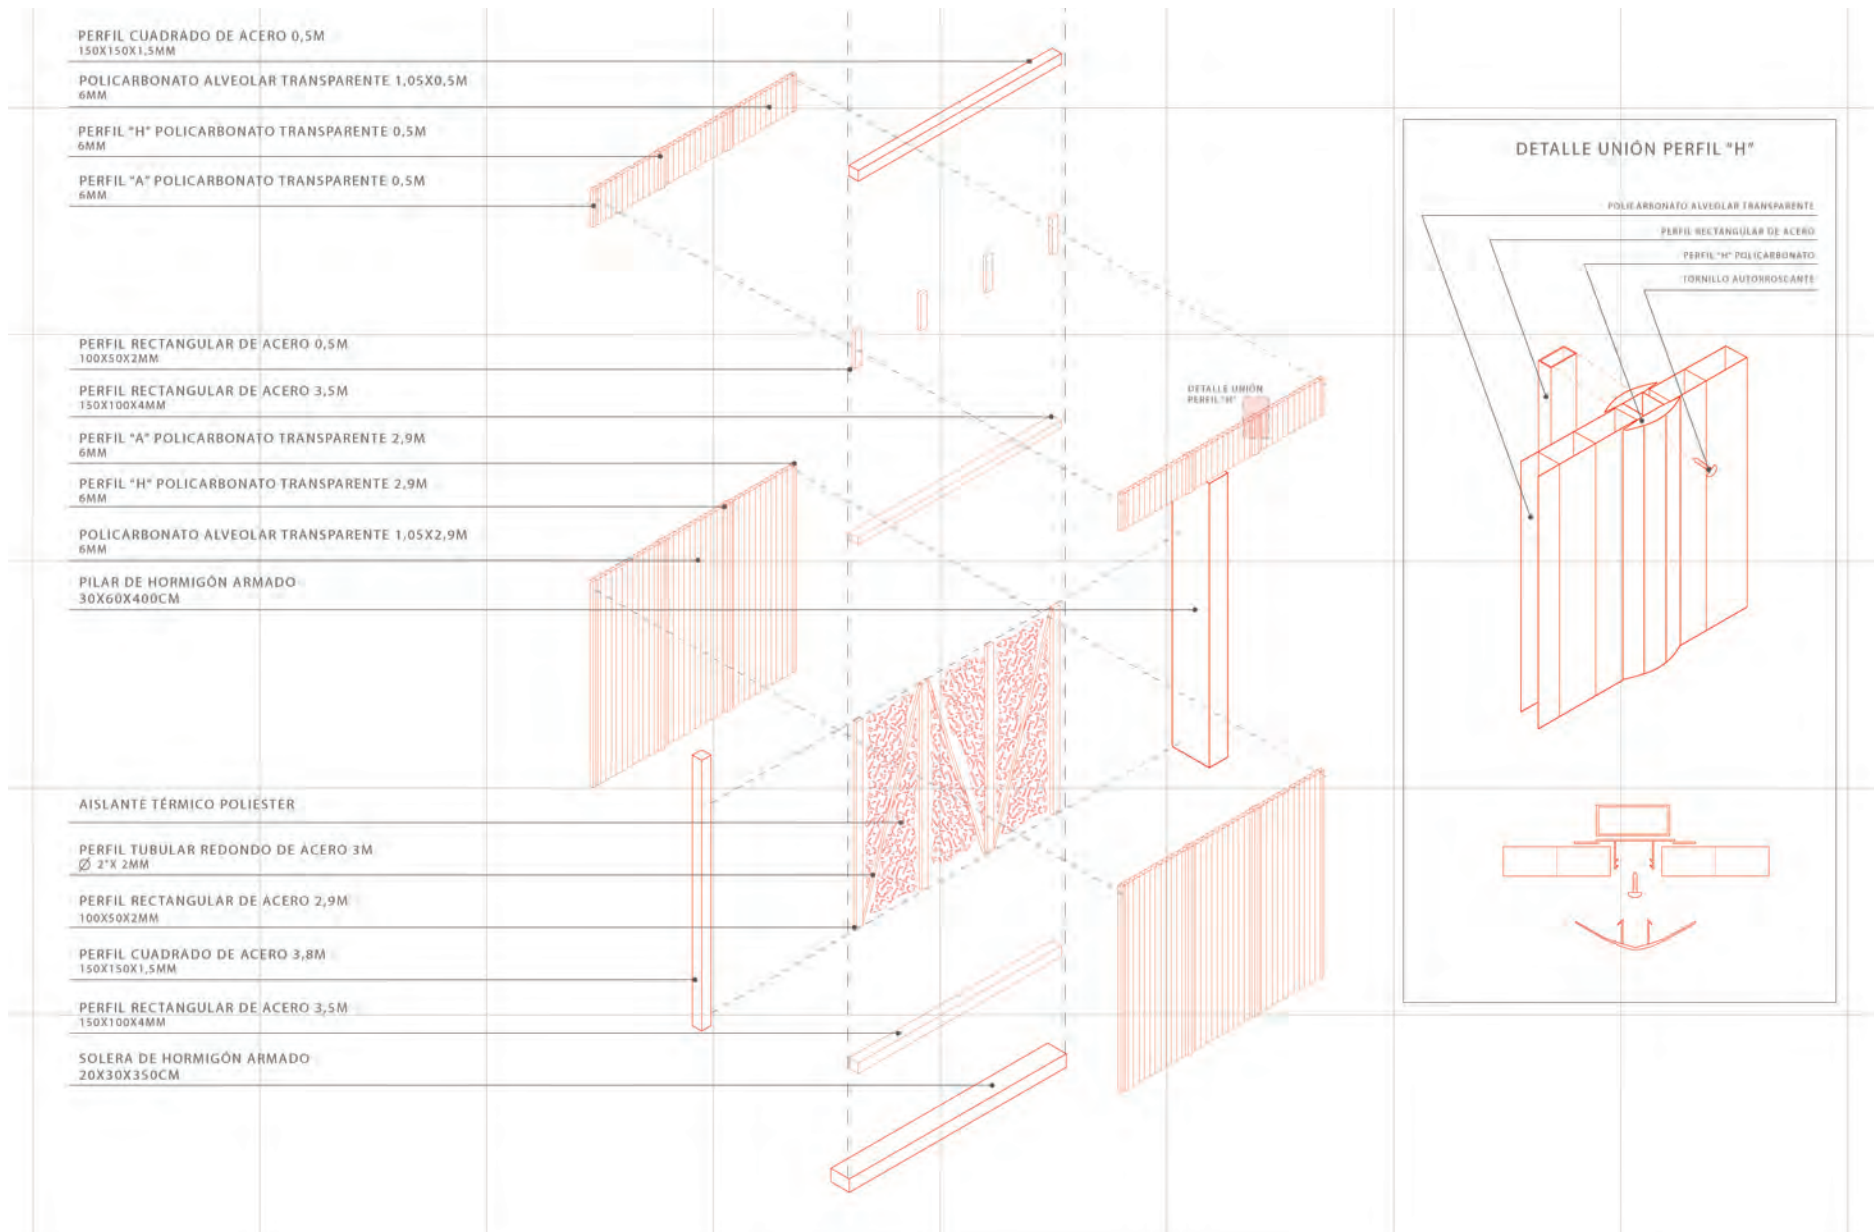 PERFIL CUADRADO DE ACERO 0,5M
150X150X1,5MM
POLICARBONATO ALVEOLAR TRANSPARENTE 1,05X0,5M
6MM
PERFIL "H" POLICARBONATO TRANSPARENTE 0,5M
6MM
PERFIL "A" POLICARBONATO TRANSPARENTE 0,5M
6MM
PERFIL RECTANGULAR DE ACERO 0,5M
100X50X2MM
PERFIL RECTANGULAR DE ACERO 3,5M
150X100X4MM
PERFIL "A" POLICARBONATO TRANSPARENTE 2,9M
6MM
PERFIL "H" POLICARBONATO TRANSPARENTE 2,9M
6MM
POLICARBONATO ALVEOLAR TRANSPARENTE 1,05X2,9M
6MM
PILAR DE HORMIGÓN ARMADO
30X60X400CM
AISLANTE TÉRMICO POLIESTER
PERFIL TUBULAR REDONDO DE ACERO 3M
Ø 2"X 2MM
PERFIL RECTANGULAR DE ACERO 2,9M
100X50X2MM
PERFIL CUADRADO DE ACERO 3,8M
150X150X1,5MM
PERFIL RECTANGULAR DE ACERO 3,5M
150X100X4MM
SOLERA DE HORMIGÓN ARMADO
20X30X350CM
DETALLE UNIÓN
PERFIL "H"
DETALLE UNIÓN PERFIL "H"
POLICARBONATO ALVEOLAR TRANSPARENTE
PERFIL RECTANGULAR DE ACERO
PERFIL "H" POLICARBONATO
TORNILLO AUTORROSCANTE